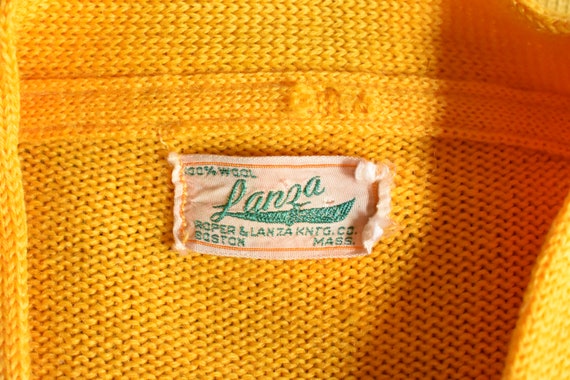 100% WOOL
Lanza
ROPER & LANZA KNTG. CO.
BOSTON MASS.